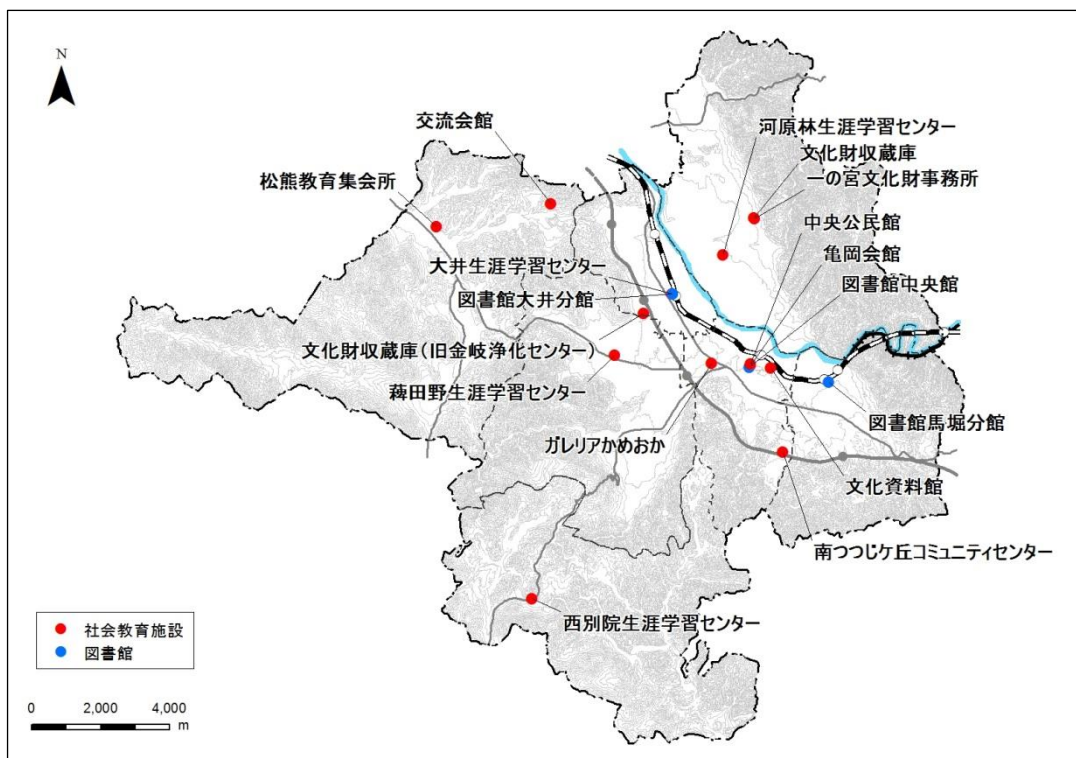 N
交流会館
河原林生涯学習センター
文化財収蔵庫
一の宮文化財事務所
松熊教育集会所
中央公民館
亀岡会館
大井生涯学習センター
図書館中央館
図書館大井分館
文化財収蔵庫(旧金岐浄化センター)
薭田野生涯学習センター
図書館馬堀分館
ガレリアかめおか
文化資料館
南つつじケ丘コミュニティセンター
西別院生涯学習センター
社会教育施設
図書館
0 2,000 4,000
m